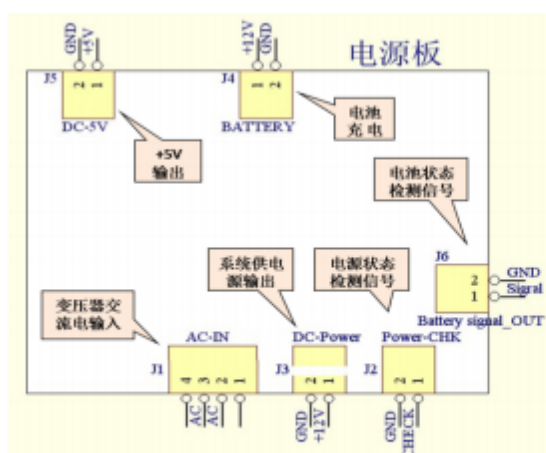 电源板
GND
+5V
+12V
GND
J5
2
1
J4
1
2
DC-5V
BATTERY
+5V
输出
电池
充电
电池状态
检测信号
J6
2
GND
1
Signal
Battery signal_OUT
系统供电
源输出
电源状态
检测信号
变压器交
流电输入
AC-IN
DC-Power
Power-CHK
J1
4
3
2
1
J3
2
1
J2
2
1
AC
AC
GND
+12V
GND
CHECK